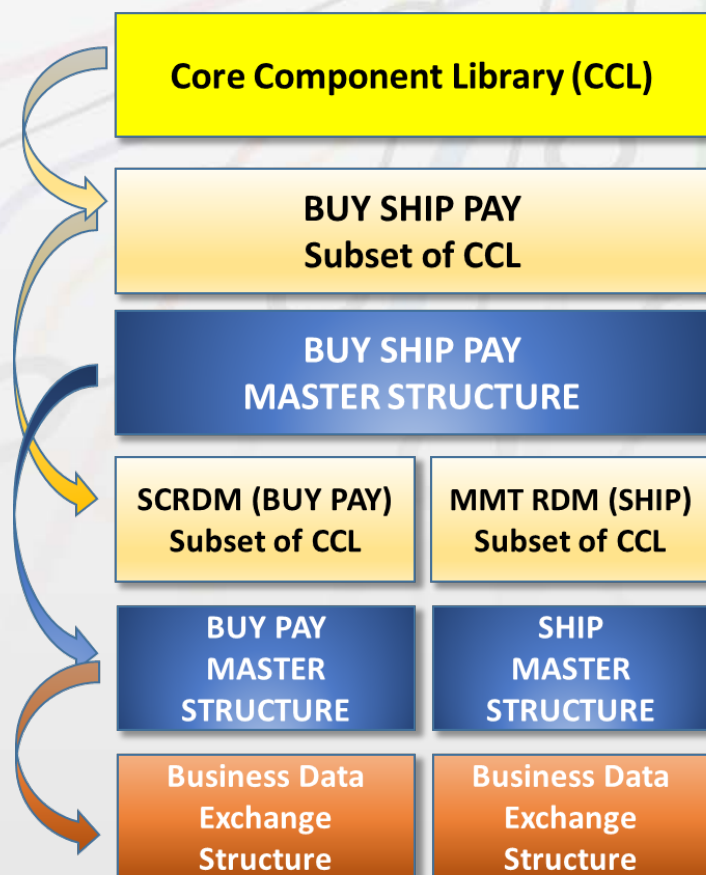 Core Component Library (CCL)
BUY SHIP PAY
Subset of CCL
BUY SHIP PAY
MASTER STRUCTURE
SCRDM (BUY PAY)
Subset of CCL
MMT RDM (SHIP)
Subset of CCL
BUY PAY
MASTER
STRUCTURE
SHIP
MASTER
STRUCTURE
Business Data
Exchange
Structure
Business Data
Exchange
Structure